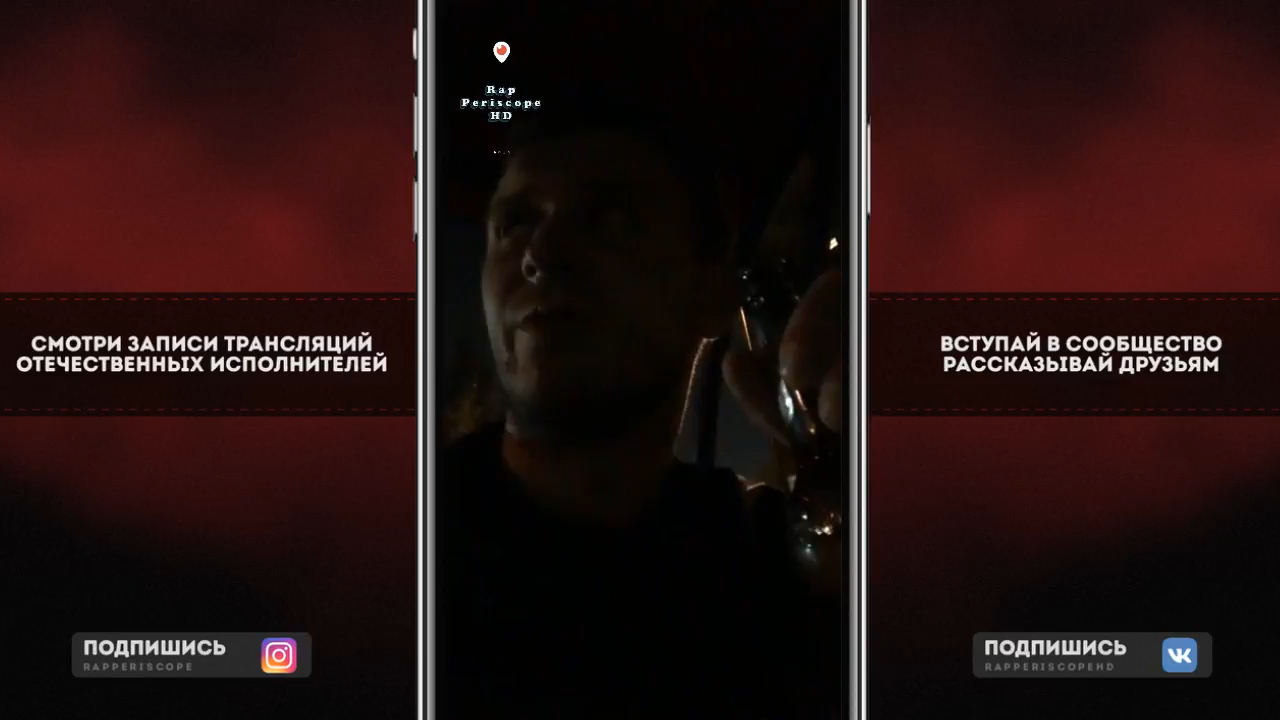 Rap
Periscope
HD
СМОТРИ ЗАПИСИ ТРАНСЛЯЦИЙ
ОТЕЧЕСТВЕННЫХ ИСПОЛНИТЕЛЕЙ
ВСТУПАЙ В СООБЩЕСТВО
РАССКАЗЫВАЙ ДРУЗЬЯМ
ПОДПИШИСЬ
RAPPERISCOPE
ПОДПИШИСЬ
RAPPERISCOPEHD